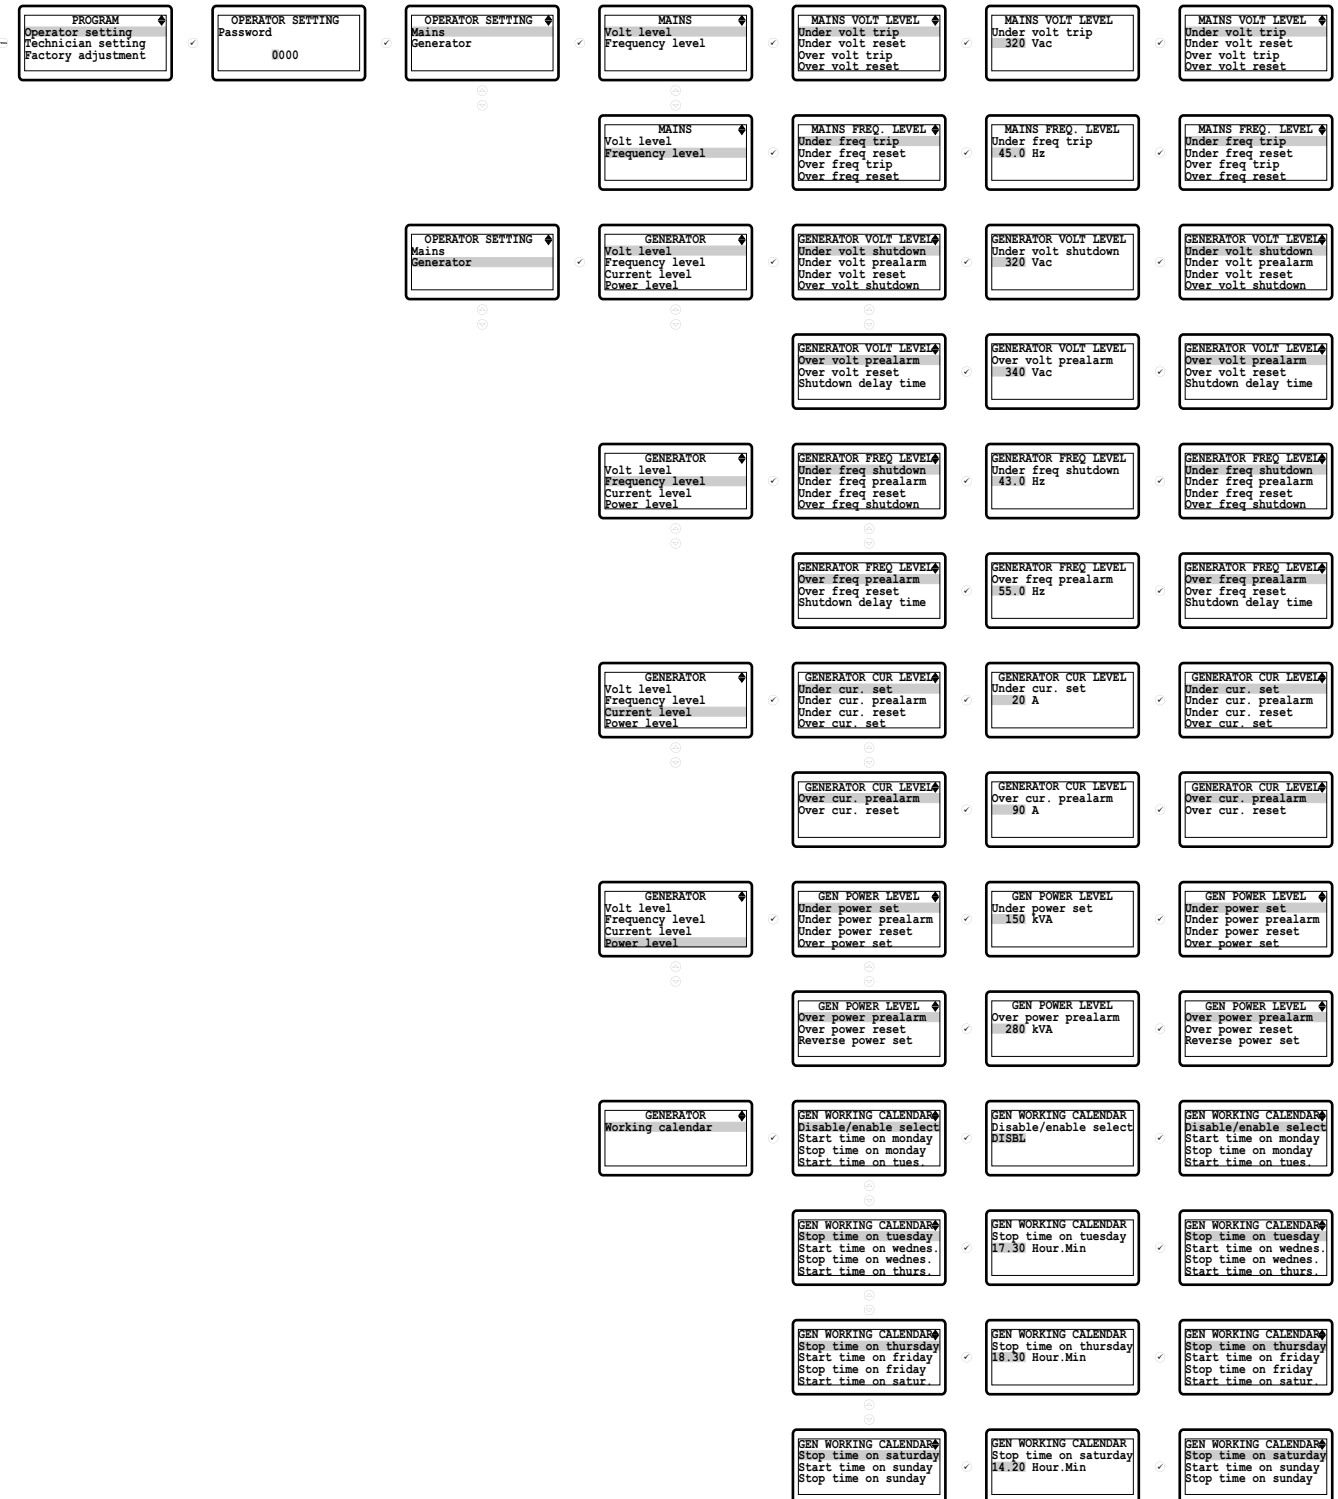 PROGRAM
Operator setting
Technician setting
Factory adjustment
OPERATOR SETTING
Password
0000
OPERATOR SETTING
Mains
Generator
MAINS
Volt level
Frequency level
MAINS VOLT LEVEL
Under volt trip
Under volt reset
Over volt trip
Over volt reset
MAINS VOLT LEVEL
Under volt trip
320 Vac
MAINS VOLT LEVEL
Under volt trip
Under volt reset
Over volt trip
Over volt reset
MAINS
Volt level
Frequency level
MAINS FREQ. LEVEL
Under freq trip
Under freq reset
Over freq trip
Over freq reset
MAINS FREQ. LEVEL
Under freq trip
45.0 Hz
MAINS FREQ. LEVEL
Under freq trip
Under freq reset
Over freq trip
Over freq reset
OPERATOR SETTING
Mains
Generator
GENERATOR
Volt level
Frequency level
Current level
Power level
GENERATOR VOLT LEVEL
Under volt shutdown
Under volt prealarm
Under volt reset
Over volt shutdown
GENERATOR VOLT LEVEL
Under volt shutdown
320 Vac
GENERATOR VOLT LEVEL
Under volt shutdown
Under volt prealarm
Under volt reset
Over volt shutdown
GENERATOR VOLT LEVEL
Over volt prealarm
Over volt reset
Shutdown delay time
GENERATOR VOLT LEVEL
Over volt prealarm
340 Vac
GENERATOR VOLT LEVEL
Over volt prealarm
Over volt reset
Shutdown delay time
GENERATOR
Volt level
Frequency level
Current level
Power level
GENERATOR FREQ LEVEL
Under freq shutdown
Under freq prealarm
Under freq reset
Over freq shutdown
GENERATOR FREQ LEVEL
Under freq shutdown
43.0 Hz
GENERATOR FREQ LEVEL
Under freq shutdown
Under freq prealarm
Under freq reset
Over freq shutdown
GENERATOR FREQ LEVEL
Over freq prealarm
Over freq reset
Shutdown delay time
GENERATOR FREQ LEVEL
Over freq prealarm
55.0 Hz
GENERATOR FREQ LEVEL
Over freq prealarm
Over freq reset
Shutdown delay time
GENERATOR
Volt level
Frequency level
Current level
Power level
GENERATOR CUR LEVEL
Under cur. set
Under cur. prealarm
Under cur. reset
Over cur. set
GENERATOR CUR LEVEL
Under cur. set
20 A
GENERATOR CUR LEVEL
Under cur. set
Under cur. prealarm
Under cur. reset
Over cur. set
GENERATOR CUR LEVEL
Over cur. prealarm
Over cur. reset
GENERATOR CUR LEVEL
Over cur. prealarm
90 A
GENERATOR CUR LEVEL
Over cur. prealarm
Over cur. reset
GENERATOR
Volt level
Frequency level
Current level
Power level
GEN POWER LEVEL
Under power set
Under power prealarm
Under power reset
Over power set
GEN POWER LEVEL
Under power set
150 kVA
GEN POWER LEVEL
Under power set
Under power prealarm
Under power reset
Over power set
GEN POWER LEVEL
Over power prealarm
Over power reset
Reverse power set
GEN POWER LEVEL
Over power prealarm
280 kVA
GEN POWER LEVEL
Over power prealarm
Over power reset
Reverse power set
GENERATOR
Working calendar
GEN WORKING CALENDAR
Disable/enable select
Start time on monday
Stop time on monday
Start time on tues.
GEN WORKING CALENDAR
Disable/enable select
DISBL
GEN WORKING CALENDAR
Disable/enable select
Start time on monday
Stop time on monday
Start time on tues.
GEN WORKING CALENDAR
Stop time on tuesday
Start time on wednes.
Stop time on wednes.
Start time on thurs.
GEN WORKING CALENDAR
Stop time on tuesday
17.30 Hour.Min
GEN WORKING CALENDAR
Stop time on tuesday
Start time on wednes.
Stop time on wednes.
Start time on thurs.
GEN WORKING CALENDAR
Stop time on thursday
Start time on friday
Stop time on friday
Start time on satur.
GEN WORKING CALENDAR
Stop time on thursday
18.30 Hour.Min
GEN WORKING CALENDAR
Stop time on thursday
Start time on friday
Stop time on friday
Start time on satur.
GEN WORKING CALENDAR
Stop time on saturday
Start time on sunday
Stop time on sunday
GEN WORKING CALENDAR
Stop time on saturday
14.20 Hour.Min
GEN WORKING CALENDAR
Stop time on saturday
Start time on sunday
Stop time on sunday